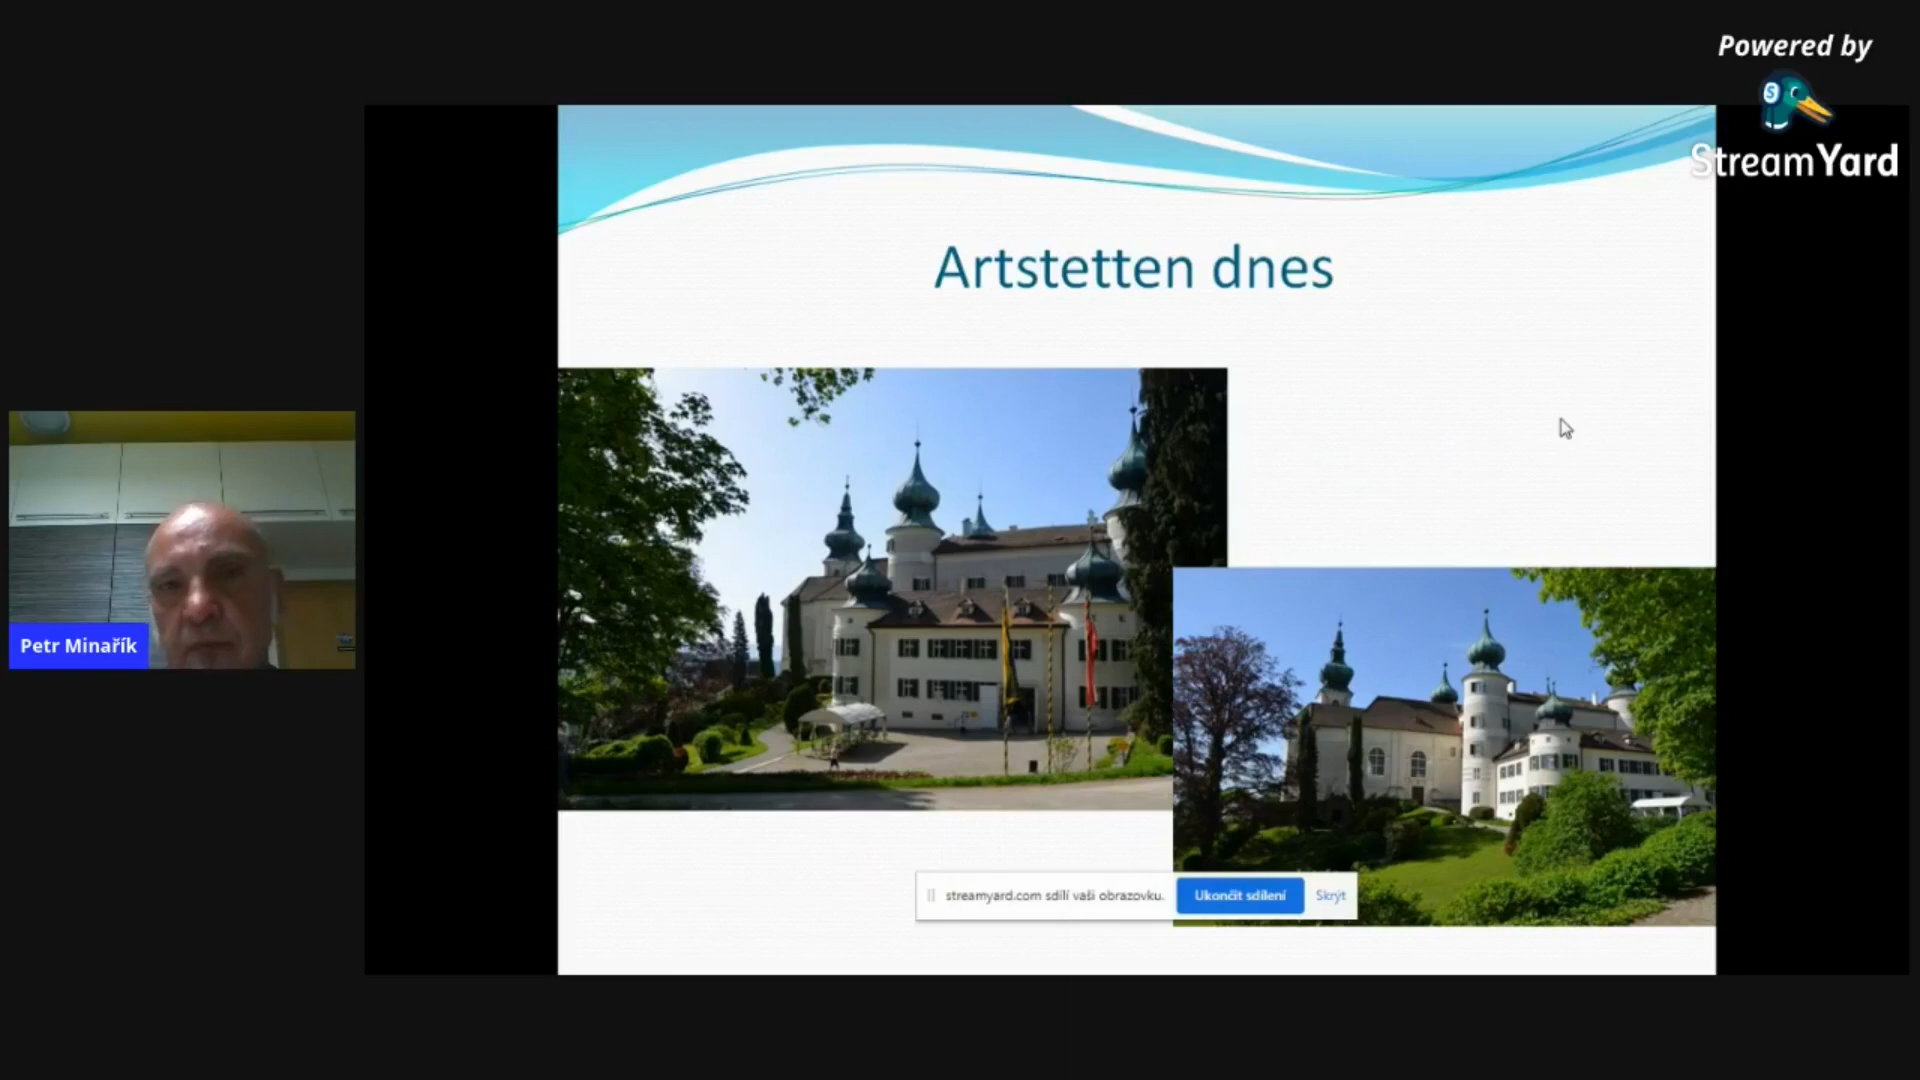 Powered by
StreamYard
Artstetten dnes
Petr Minařík
streamyard.com sdílí vaši obrazovku.
Ukončit sdílení
Skrýt